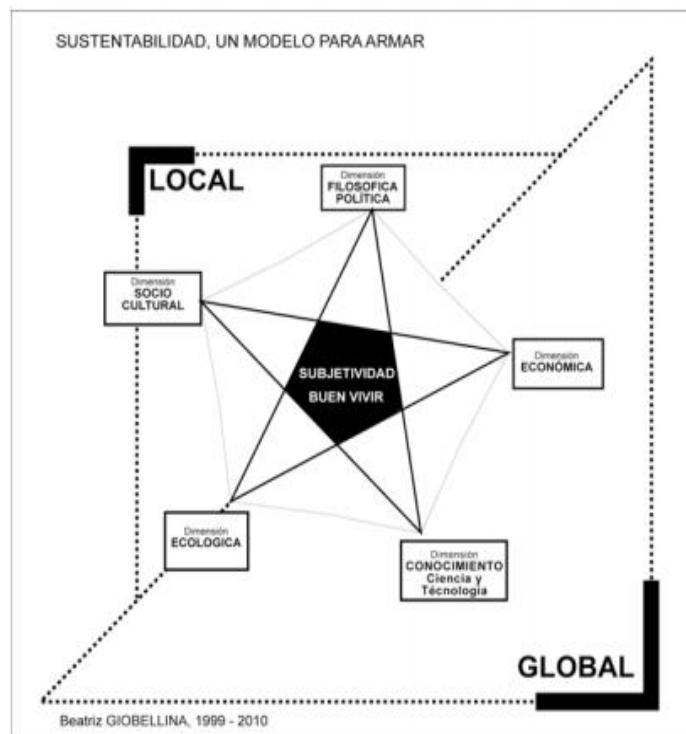 SUSTENTABILIDAD, UN MODELO PARA ARMAR
LOCAL
Dimensión
FILOSOFICA
POLÍTICA
Dimensión
SOCIO
CULTURAL
Dimensión
ECONÓMICA
SUBJETIVIDAD
BUEN VIVIR
Dimensión
ECOLOGICA
Dimensión
CONOCIMIENTO
Ciencia y
Técnologia
GLOBAL
Beatriz GIOBELLINA, 1999 - 2010